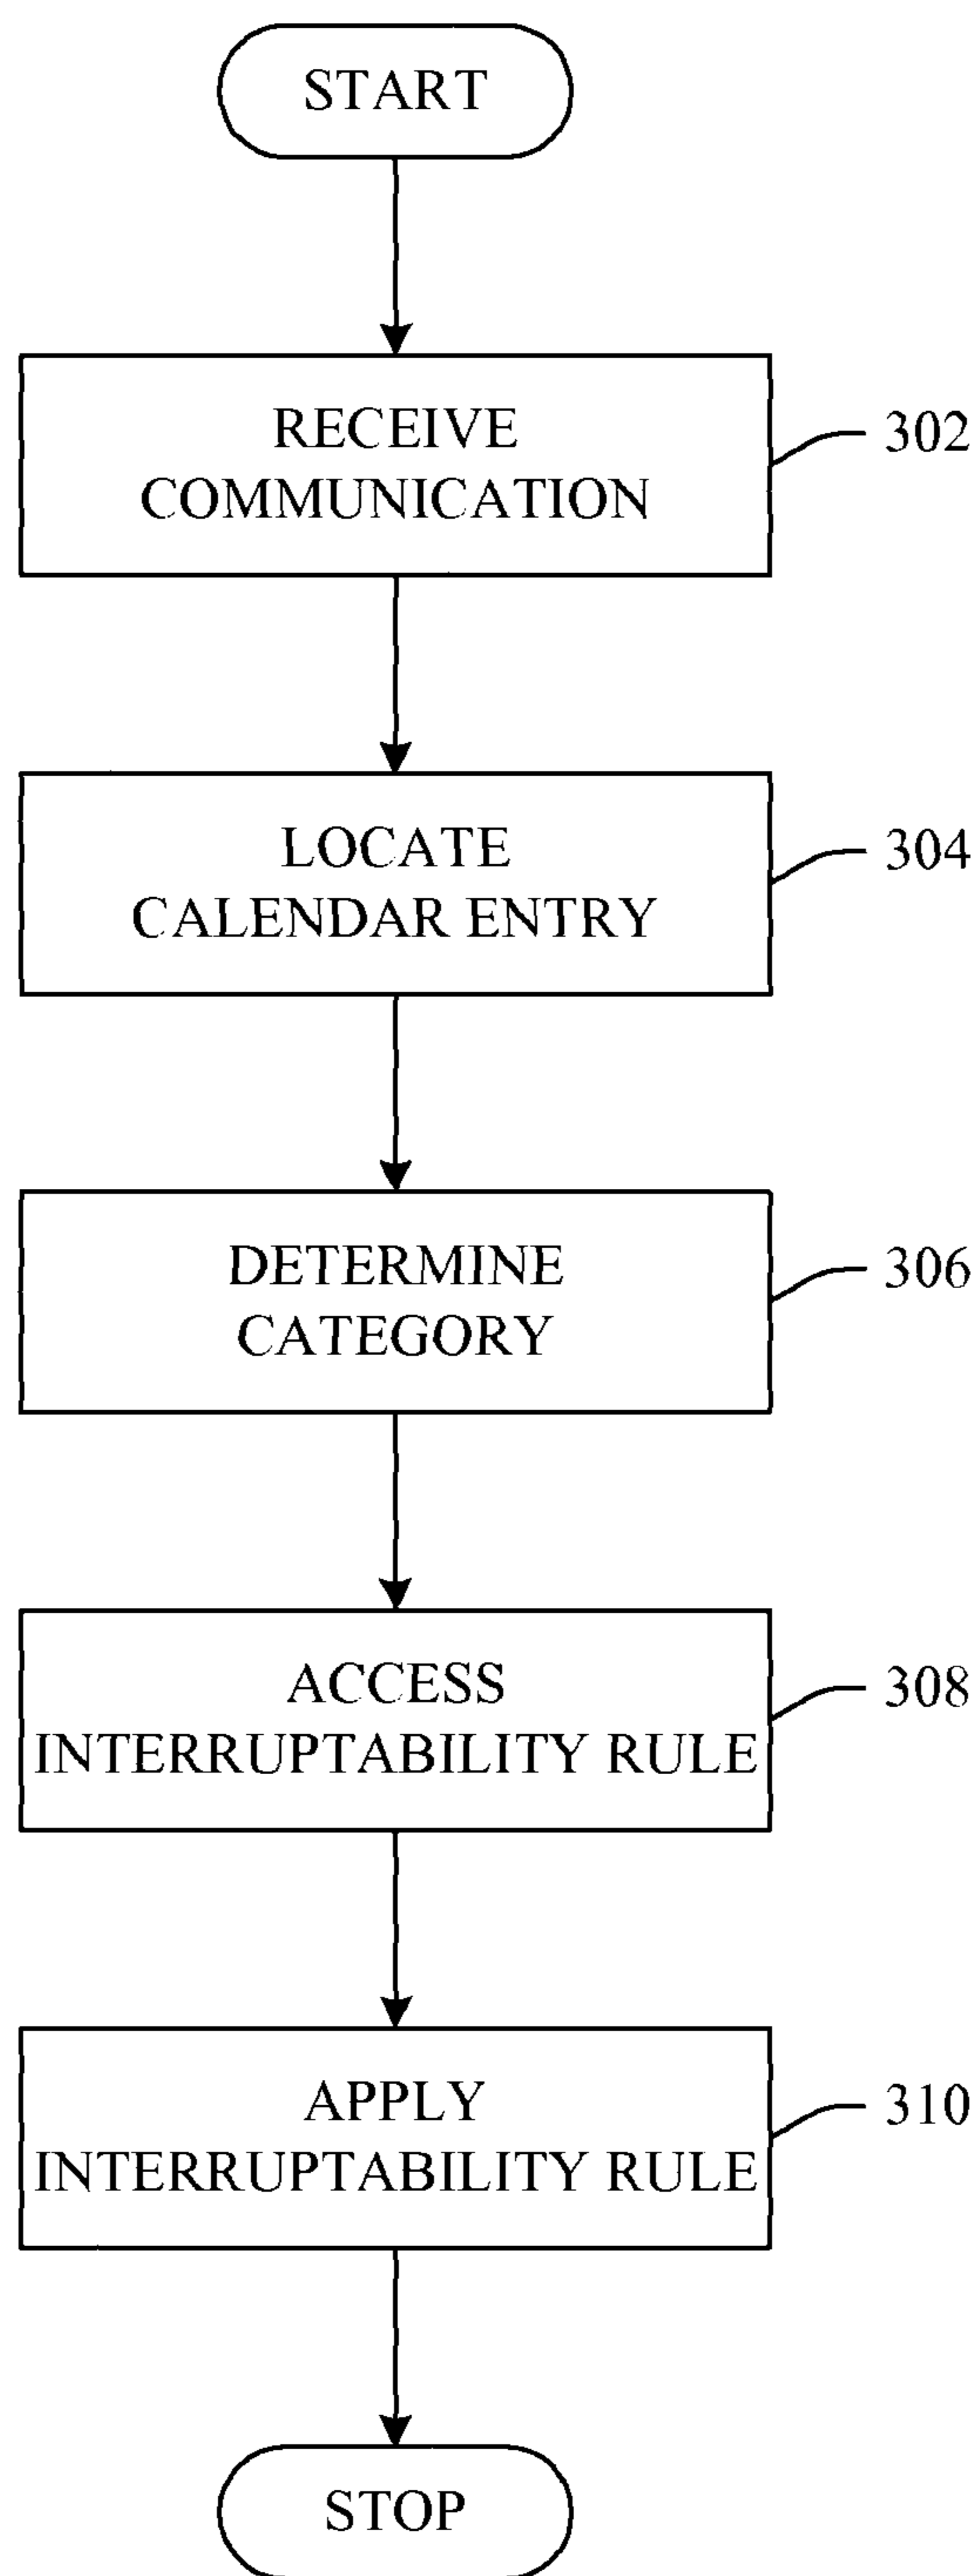 START
RECEIVE
COMMUNICATION
302
LOCATE
CALENDAR ENTRY
304
DETERMINE
CATEGORY
306
ACCESS
INTERRUPTABILITY RULE
308
APPLY
INTERRUPTABILITY RULE
310
STOP